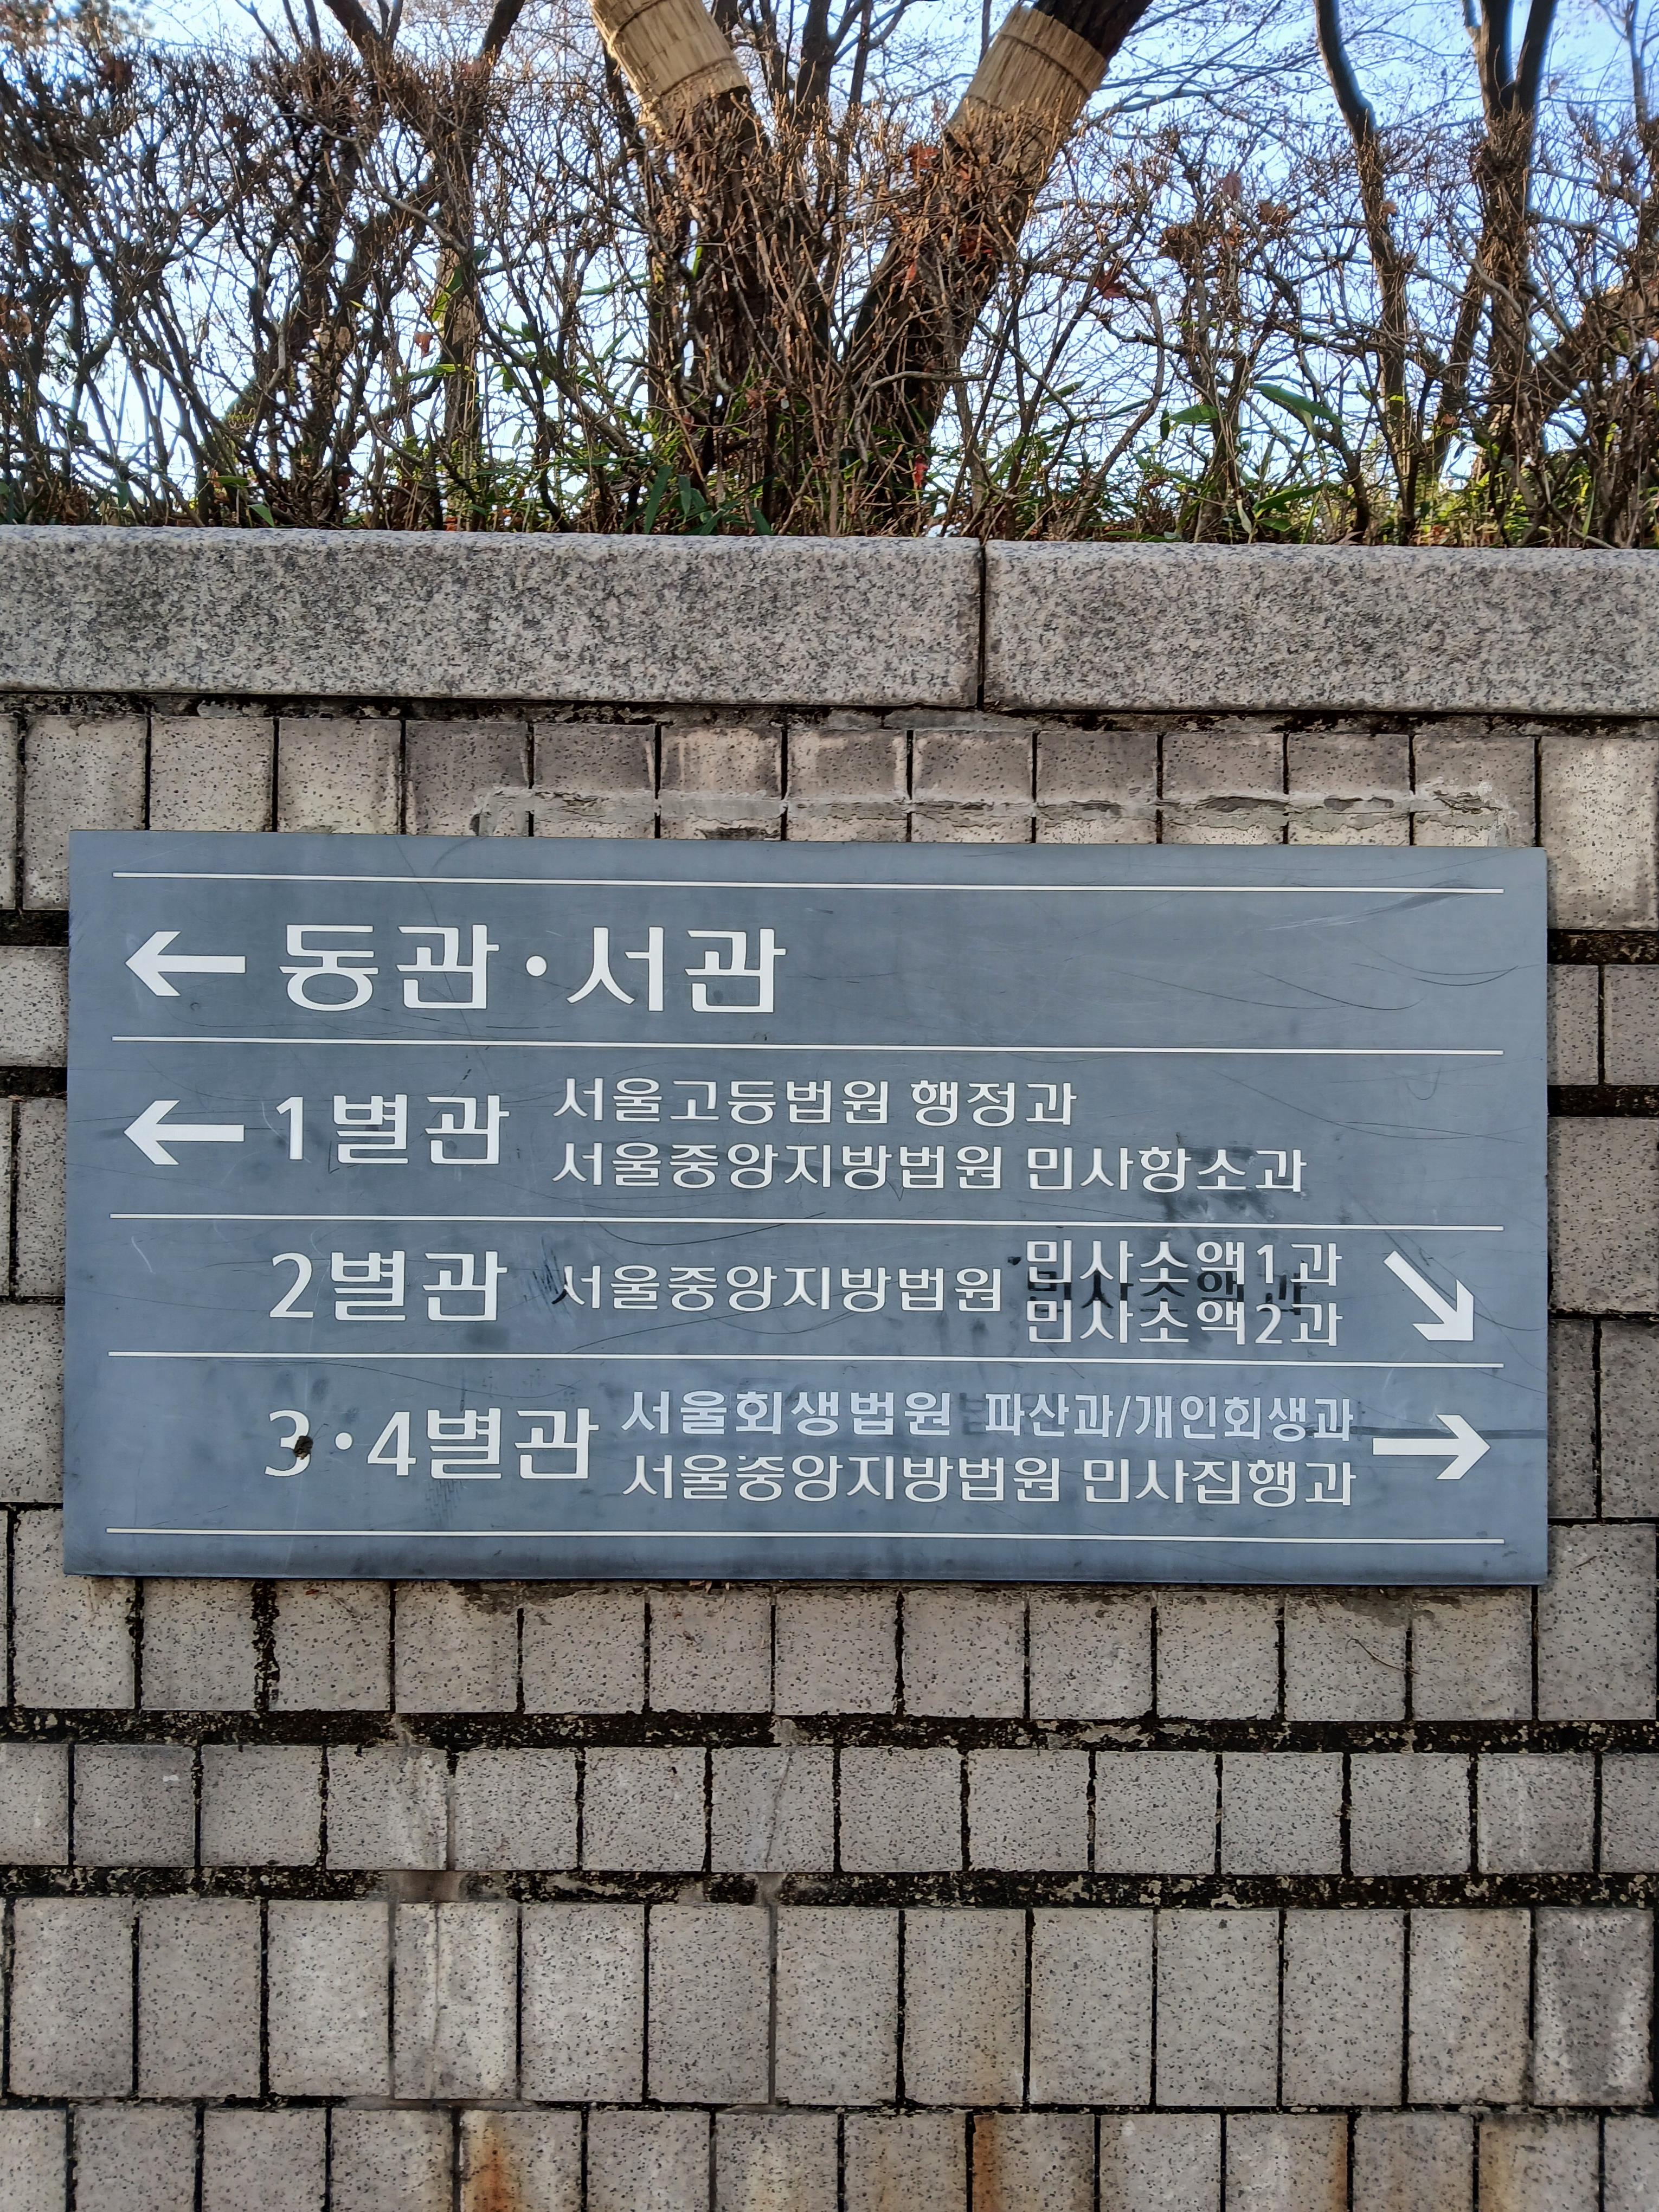 ← 동관·서관
← 1별관 서울고등법원 행정과
서울중앙지방법원 민사항소과
2별관 서울중앙지방법원 민사소액1과 ↘
민사소액2과
3·4별관 서울회생법원 파산과/개인회생과 →
서울중앙지방법원 민사집행과